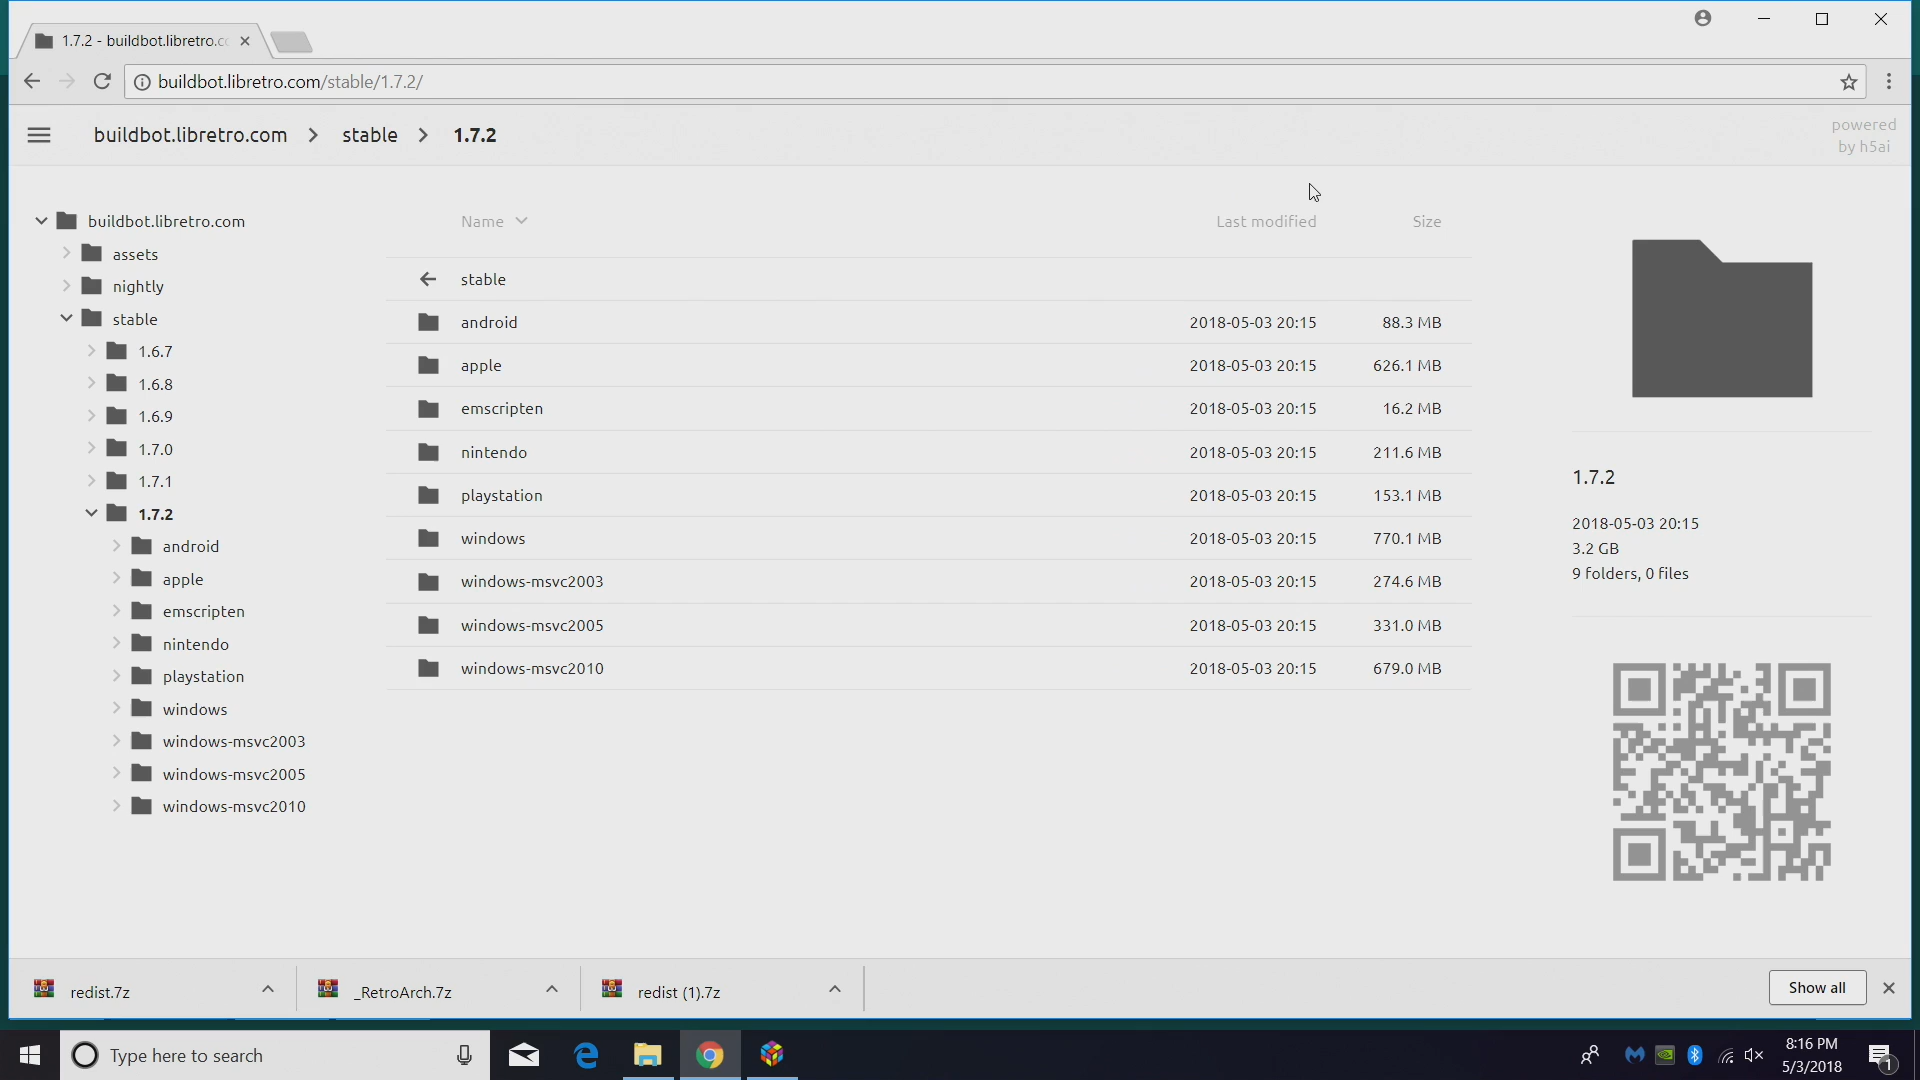 1.7.2 - buildbot.libretro.co
buildbot.libretro.com/stable/1.7.2/
buildbot.libretro.com > stable > 1.7.2
powered
by h5ai
buildbot.libretro.com
assets
nightly
stable
1.6.7
1.6.8
1.6.9
1.7.0
1.7.1
1.7.2
android
apple
emscripten
nintendo
playstation
windows
windows-msvc2003
windows-msvc2005
windows-msvc2010
Name Last modified Size
stable
android 2018-05-03 20:15 88.3 MB
apple 2018-05-03 20:15 626.1 MB
emscripten 2018-05-03 20:15 16.2 MB
nintendo 2018-05-03 20:15 211.6 MB
playstation 2018-05-03 20:15 153.1 MB
windows 2018-05-03 20:15 770.1 MB
windows-msvc2003 2018-05-03 20:15 274.6 MB
windows-msvc2005 2018-05-03 20:15 331.0 MB
windows-msvc2010 2018-05-03 20:15 679.0 MB
1.7.2
2018-05-03 20:15
3.2 GB
9 folders, 0 files
redist.7z _RetroArch.7z redist (1).7z Show all
Type here to search
8:16 PM
5/3/2018
1